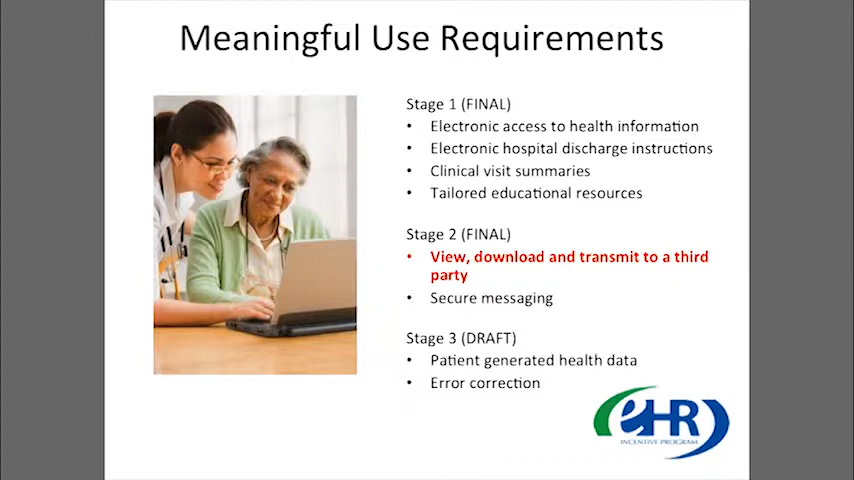 Meaningful Use Requirements
Stage 1 (FINAL)
• Electronic access to health information
• Electronic hospital discharge instructions
• Clinical visit summaries
• Tailored educational resources
Stage 2 (FINAL)
• View, download and transmit to a third
party
• Secure messaging
Stage 3 (DRAFT)
• Patient generated health data
• Error correction
eHR
INCENTIVE PROGRAM